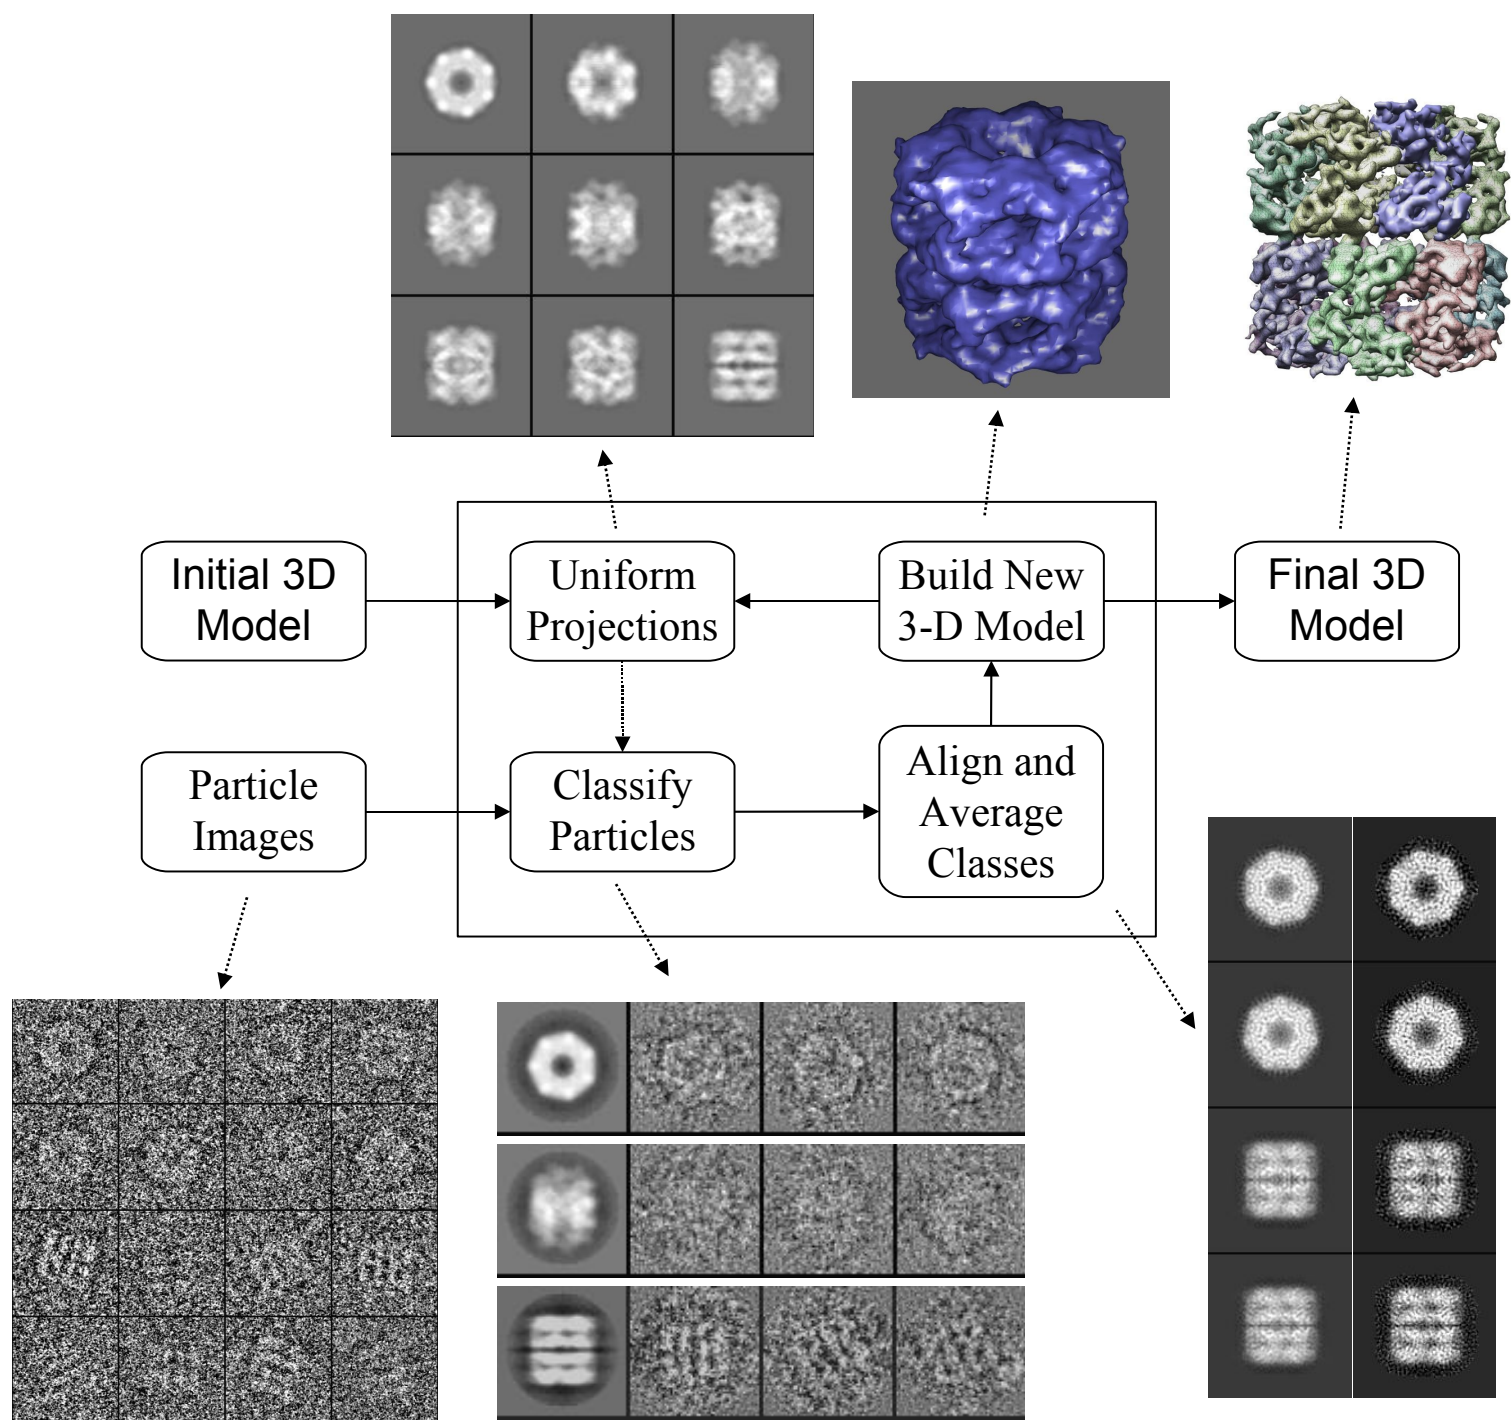 Initial 3D
Model
Uniform
Projections
Build New
3-D Model
Final 3D
Model
Particle
Images
Classify
Particles
Align and
Average
Classes